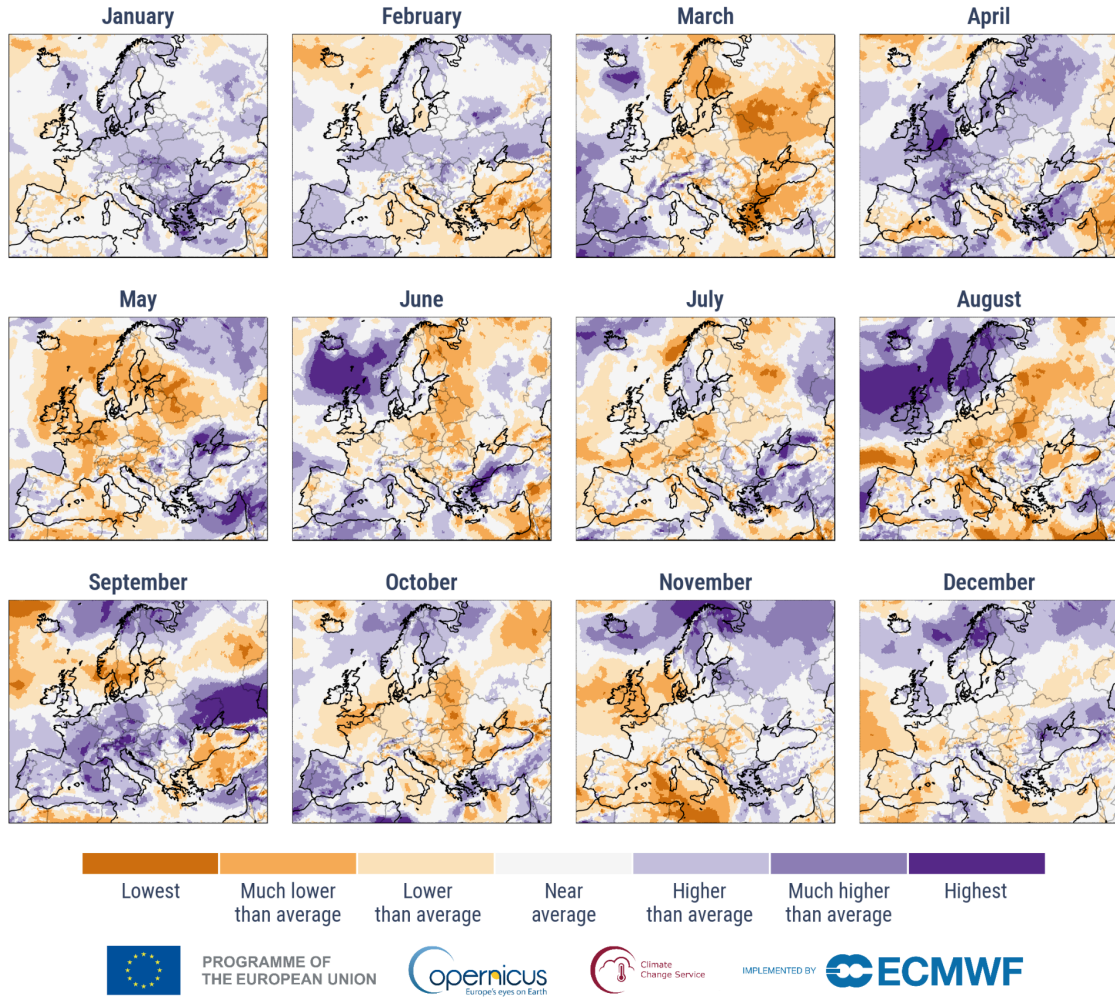 January
February
March
April
May
June
July
August
September
October
November
December
Lowest
Much lower
than average
Lower
than average
Near
average
Higher
than average
Much higher
than average
Highest
PROGRAMME OF
THE EUROPEAN UNION
opernicus
Europe's eyes on Earth
Climate
Change Service
IMPLEMENTED BY
ECMWF